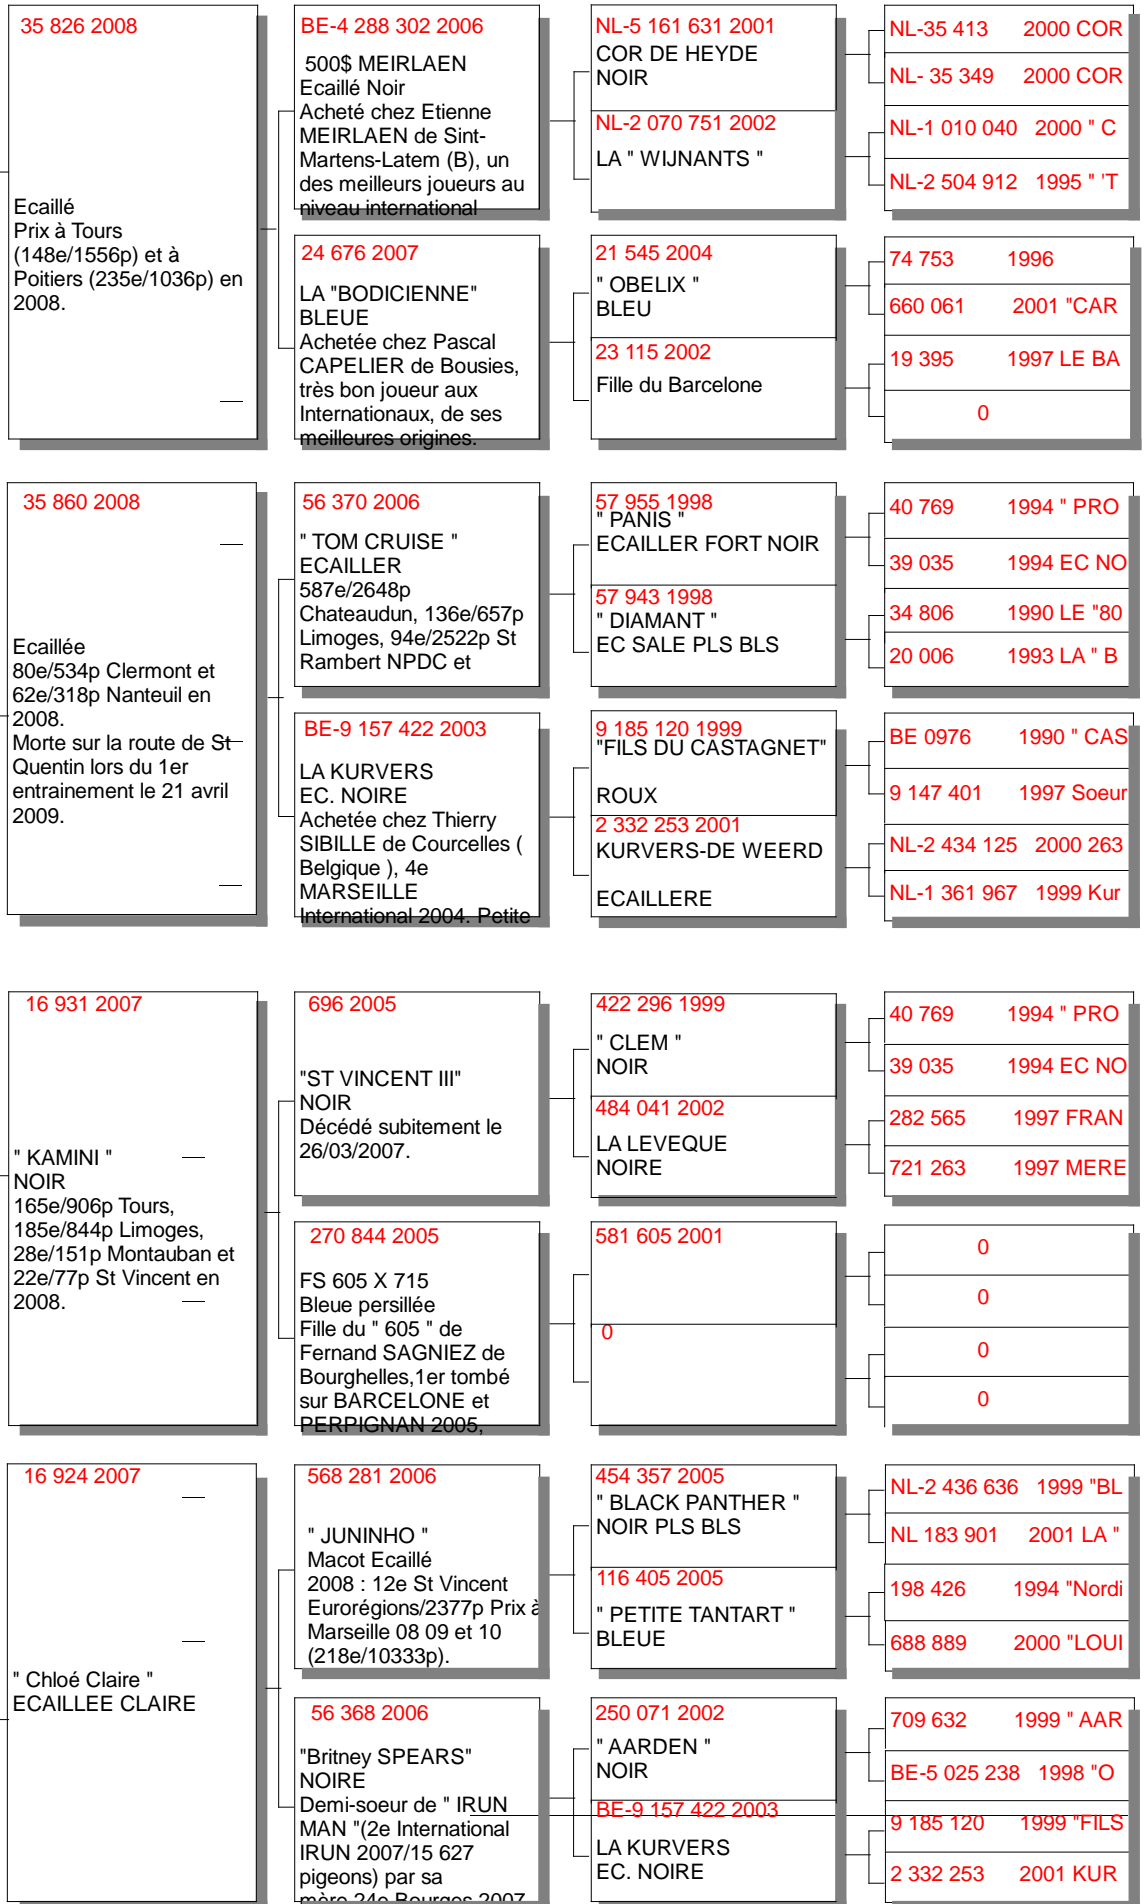 35 826 2008
Ecaillé
Prix à Tours
(148e/1556p) et à
Poitiers (235e/1036p) en
2008.
BE-4 288 302 2006
500$ MEIRLAEN
Ecaillé Noir
Acheté chez Etienne
MEIRLAEN de Sint-
Martens-Latem (B), un
des meilleurs joueurs au
niveau international
24 676 2007
LA "BODICIENNE"
BLEUE
Achetée chez Pascal
CAPELIER de Bousies,
très bon joueur aux
Internationaux, de ses
meilleures origines.
NL-5 161 631 2001
COR DE HEYDE
NOIR
NL-2 070 751 2002
LA " WIJNANTS "
21 545 2004
" OBELIX "
BLEU
23 115 2002
Fille du Barcelone
NL-35 413 2000 COR
NL- 35 349 2000 COR
NL-1 010 040 2000 " C
NL-2 504 912 1995 " 'T
74 753 1996
660 061 2001 "CAR
19 395 1997 LE BA
0
35 860 2008
Ecaillée
80e/534p Clermont et
62e/318p Nanteuil en
2008.
Morte sur la route de St
Quentin lors du 1er
entrainement le 21 avril
2009.
56 370 2006
" TOM CRUISE "
ECAILLER
587e/2648p
Chateaudun, 136e/657p
Limoges, 94e/2522p St
Rambert NPDC et
BE-9 157 422 2003
LA KURVERS
EC. NOIRE
Achetée chez Thierry
SIBILLE de Courcelles (
Belgique ), 4e
MARSEILLE
International 2004. Petite
57 955 1998
" PANIS "
ECAILLER FORT NOIR
57 943 1998
" DIAMANT "
EC SALE PLS BLS
9 185 120 1999
"FILS DU CASTAGNET"
ROUX
2 332 253 2001
KURVERS-DE WEERD
ECAILLERE
40 769 1994 " PRO
39 035 1994 EC NO
34 806 1990 LE "80
20 006 1993 LA " B
BE 0976 1990 " CAS
9 147 401 1997 Soeur
NL-2 434 125 2000 263
NL-1 361 967 1999 Kur
16 931 2007
" KAMINI "
NOIR
165e/906p Tours,
185e/844p Limoges,
28e/151p Montauban et
22e/77p St Vincent en
2008.
696 2005
"ST VINCENT III"
NOIR
Décédé subitement le
26/03/2007.
270 844 2005
FS 605 X 715
Bleue persillée
Fille du " 605 " de
Fernand SAGNIEZ de
Bourghelles,1er tombé
sur BARCELONE et
PERPIGNAN 2005,
422 296 1999
" CLEM "
NOIR
484 041 2002
LA LEVEQUE
NOIRE
581 605 2001
0
40 769 1994 " PRO
39 035 1994 EC NO
282 565 1997 FRAN
721 263 1997 MERE
0
0
0
0
16 924 2007
" Chloé Claire "
ECAILLEE CLAIRE
568 281 2006
" JUNINHO "
Macot Ecaillé
2008 : 12e St Vincent
Eurorégions/2377p Prix à
Marseille 08 09 et 10
(218e/10333p).
56 368 2006
"Britney SPEARS"
NOIRE
Demi-soeur de " IRUN
MAN "(2e International
IRUN 2007/15 627
pigeons) par sa
mère 24e Bourges 2007
454 357 2005
" BLACK PANTHER "
NOIR PLS BLS
116 405 2005
" PETITE TANTART "
BLEUE
250 071 2002
" AARDEN "
NOIR
BE-9 157 422 2003
LA KURVERS
EC. NOIRE
NL-2 436 636 1999 "BL
NL 183 901 2001 LA "
198 426 1994 "Nordi
688 889 2000 "LOUI
709 632 1999 " AAR
BE-5 025 238 1998 "O
9 185 120 1999 "FILS
2 332 253 2001 KUR